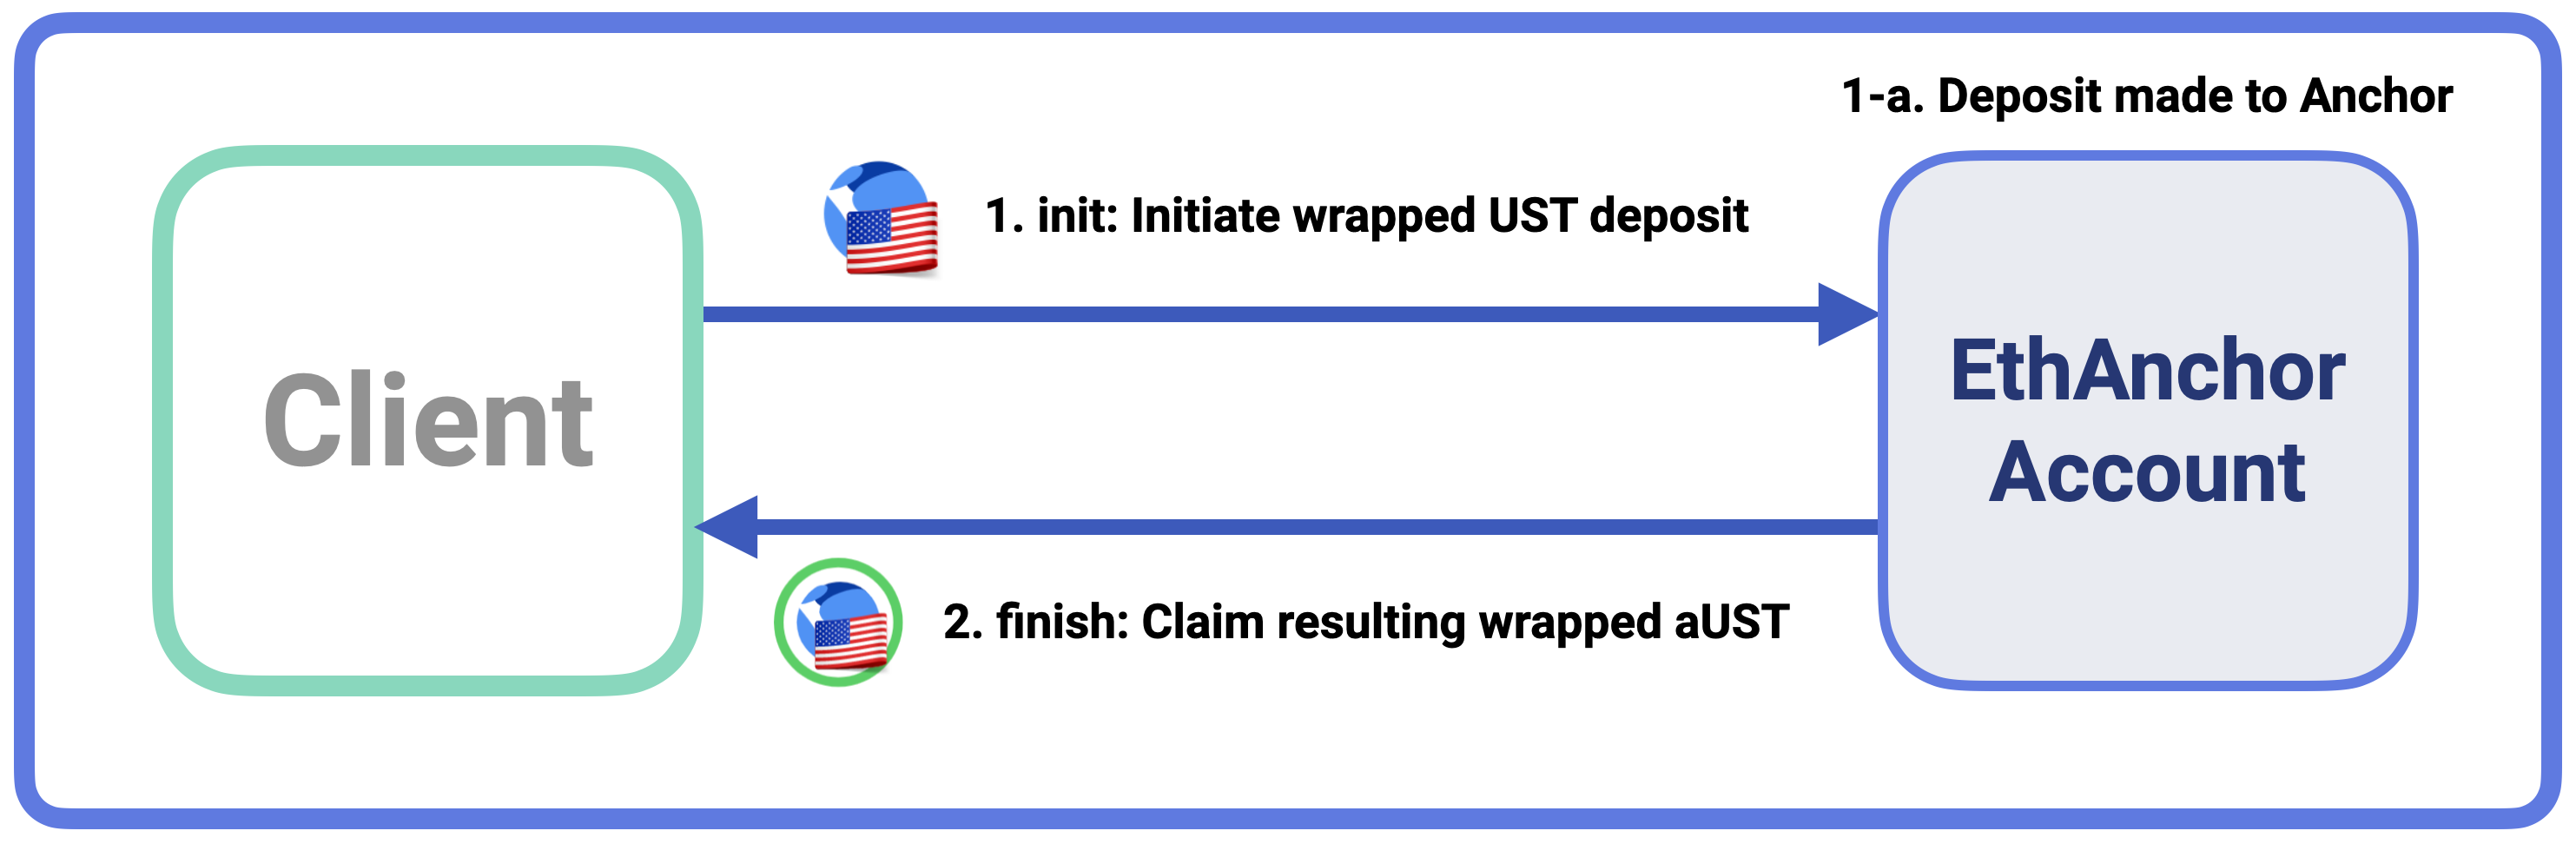 1-a. Deposit made to Anchor
1. init: Initiate wrapped UST deposit
Client
EthAnchor
Account
2. finish: Claim resulting wrapped aUST